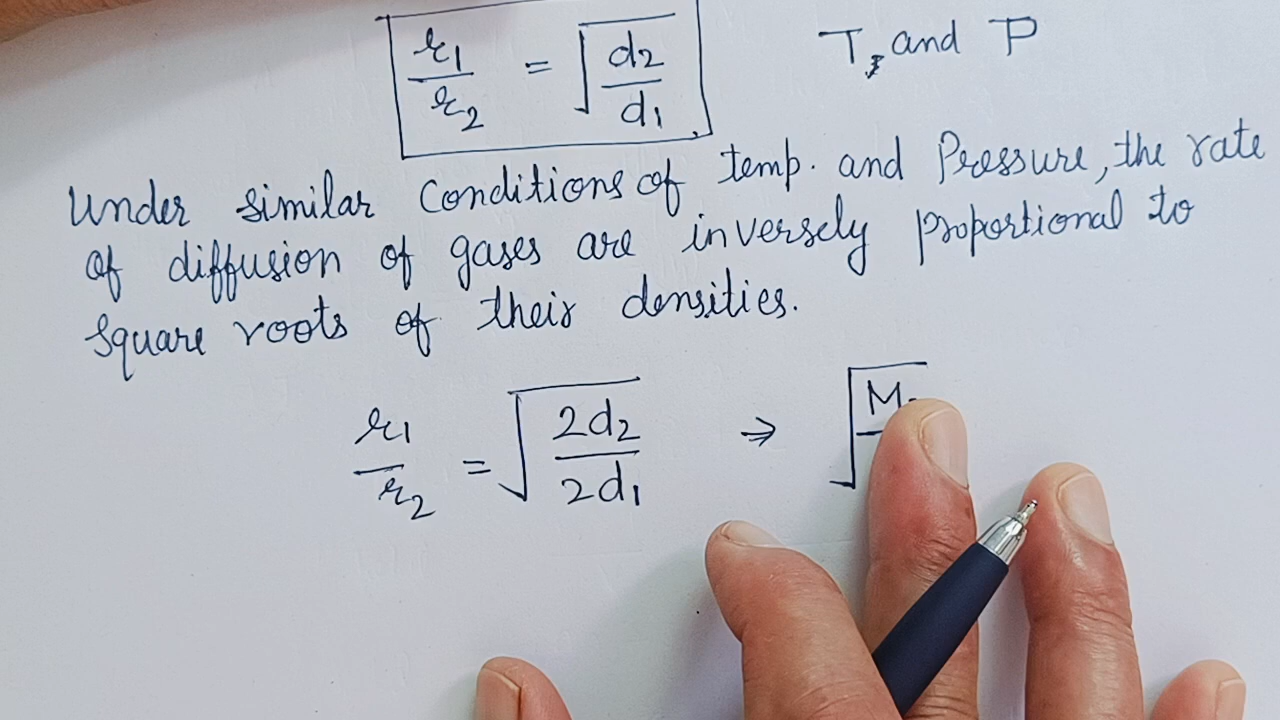 r1/r2 = √(d2/d1)    T, and P
Under similar Conditions of temp. and Pressure, the rate
of diffusion of gases are inversely proportional to
Square roots of their densities.
r1/r2 = √(2d2/2d1) ⇒ √M